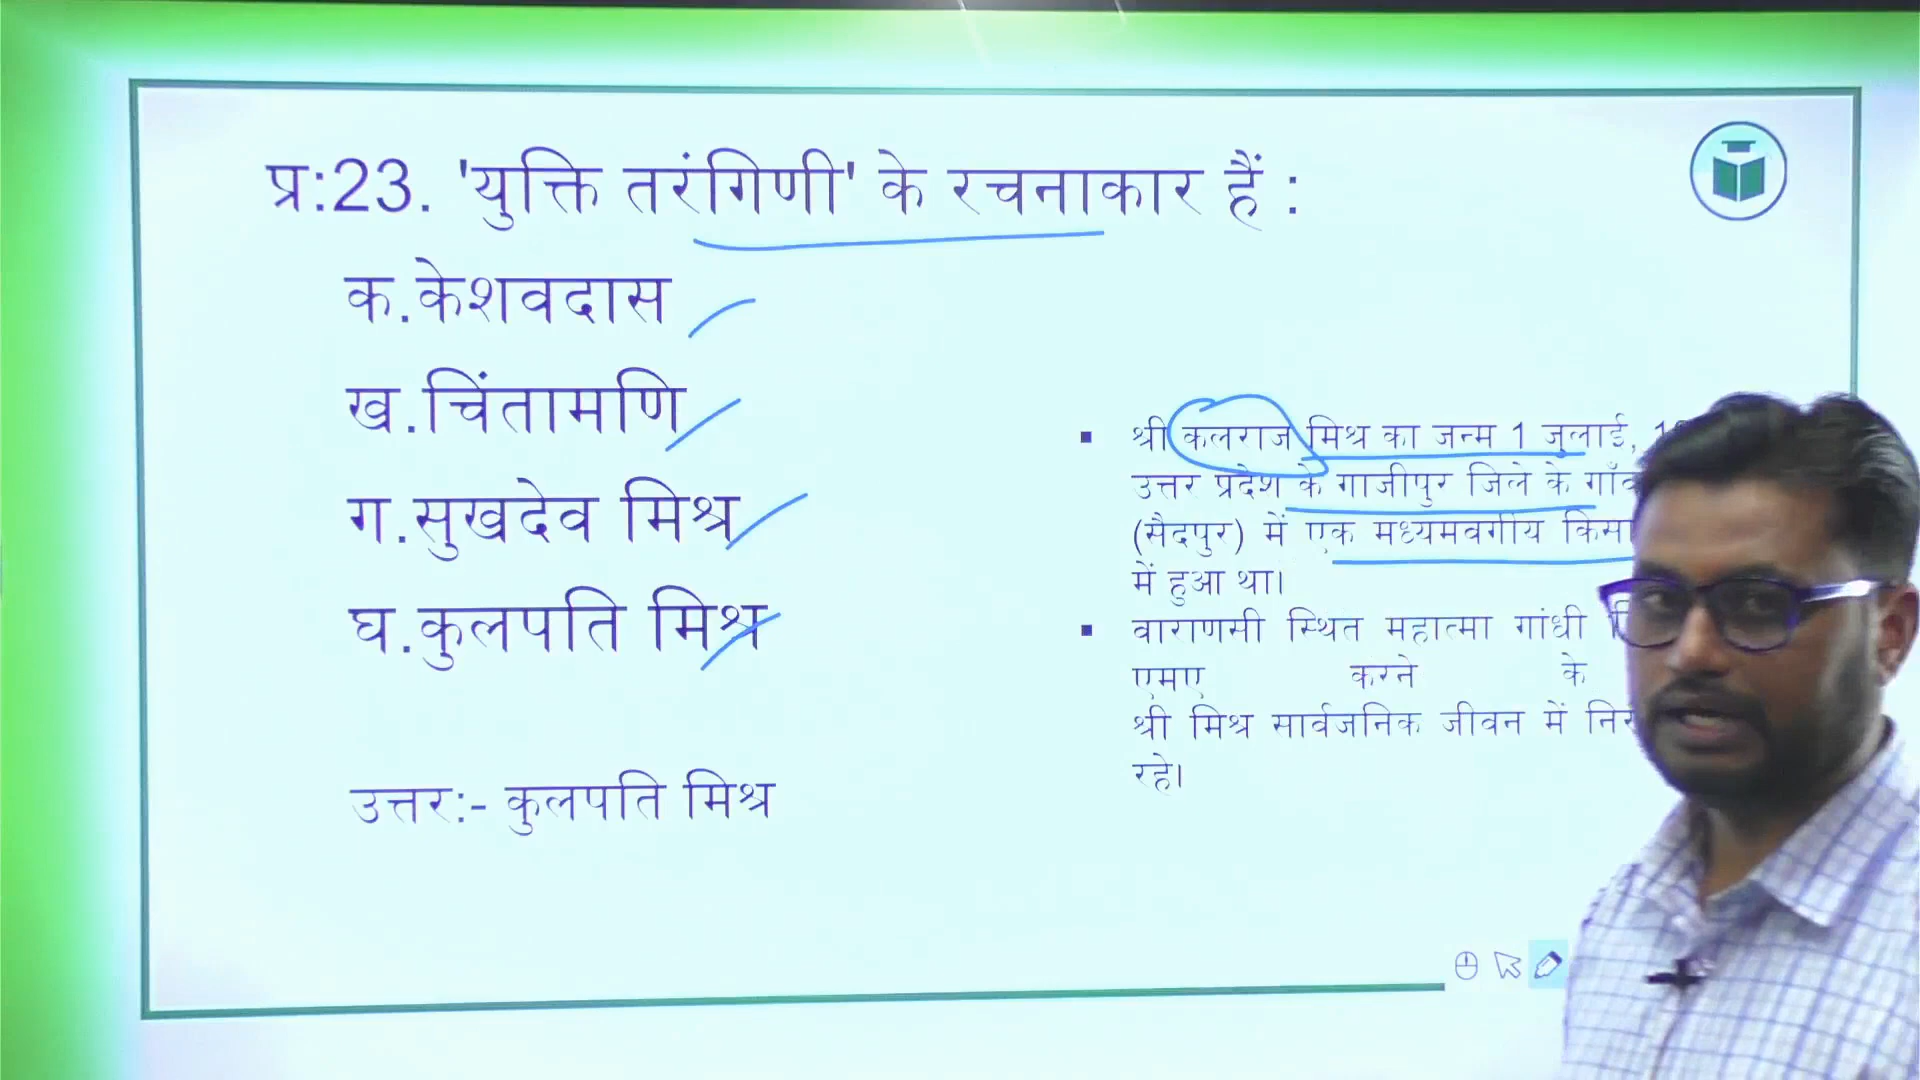 प्र:23. 'युक्ति तरंगिणी' के रचनाकार हैं :
क.केशवदास
ख.चिंतामणि
ग.सुखदेव मिश्र
घ.कुलपति मिश्र
उत्तर:- कुलपति मिश्र
श्री कलराज मिश्र का जन्म 1 जुलाई,
उत्तर प्रदेश के गाजीपुर जिले के
(सैदपुर) में एक मध्यमवर्गीय
में हुआ था।
वाराणसी स्थित महात्मा गांधी
एमए करने के
श्री मिश्र सार्वजनिक जीवन में
रहे।